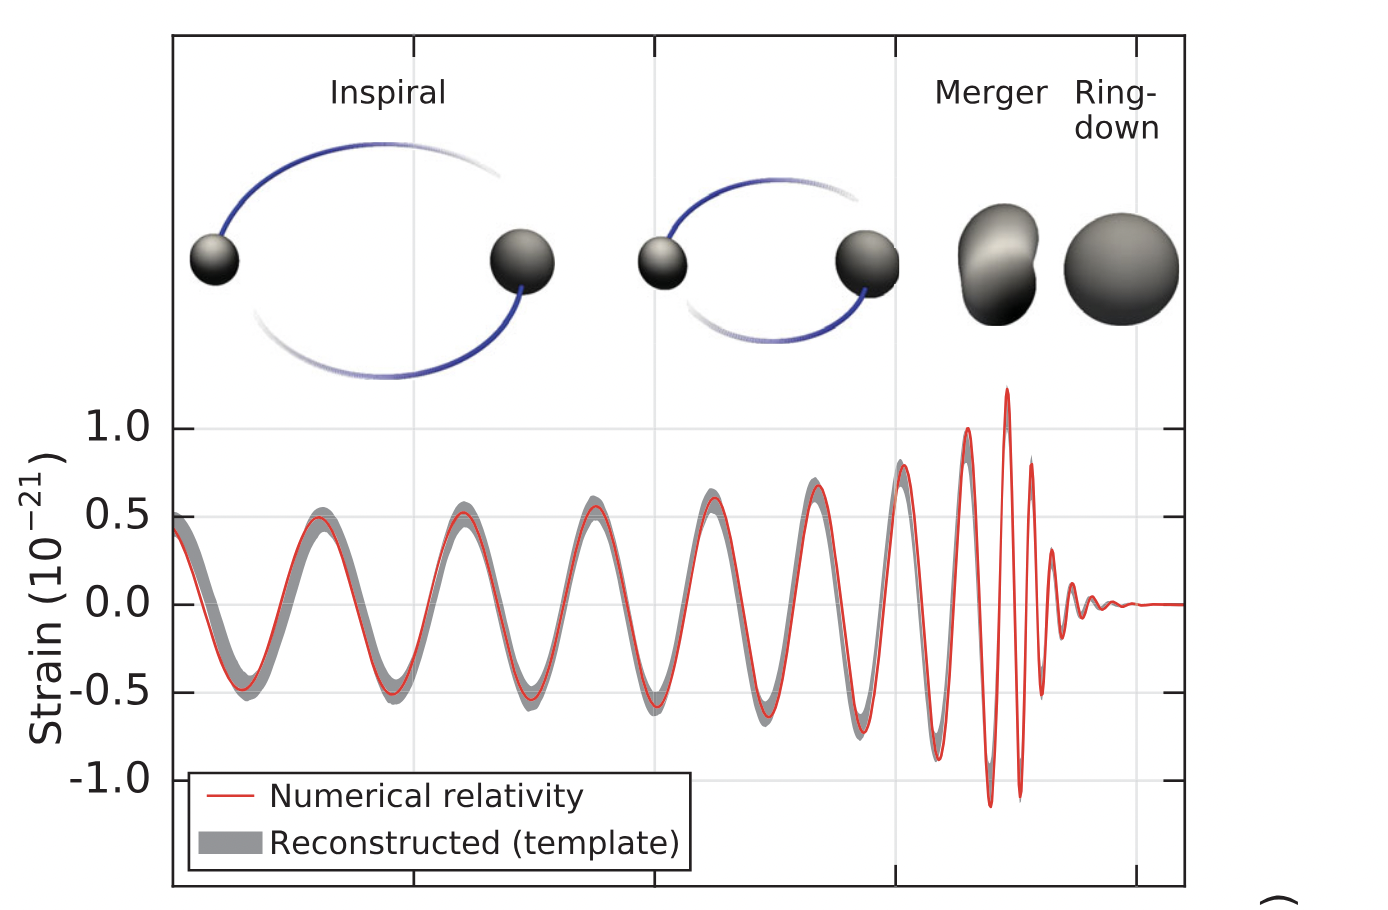 Inspiral
Merger
Ring-
down
1.0
0.5
0.0
-0.5
-1.0
Strain (10⁻²¹)
Numerical relativity
Reconstructed (template)
)